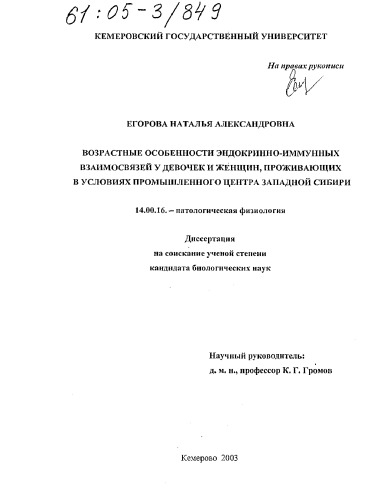 61:05-3/849
КЕМЕРОВСКИЙ ГОСУДАРСТВЕННЫЙ УНИВЕРСИТЕТ
На правах рукописи
ЕГОРОВА НАТАЛЬЯ АЛЕКСАНДРОВНА
ВОЗРАСТНЫЕ ОСОБЕННОСТИ ЭНДОКРИННО-ИММУННЫХ
ВЗАИМОСВЯЗЕЙ У ДЕВОЧЕК И ЖЕНЩИН, ПРОЖИВАЮЩИХ
В УСЛОВИЯХ ПРОМЫШЛЕННОГО ЦЕНТРА ЗАПАДНОЙ СИБИРИ
14.00.16. – патологическая физиология
Диссертация
на соискание ученой степени
кандидата биологических наук
Научный руководитель:
д. м. н., профессор К. Г. Громов
Кемерово 2003